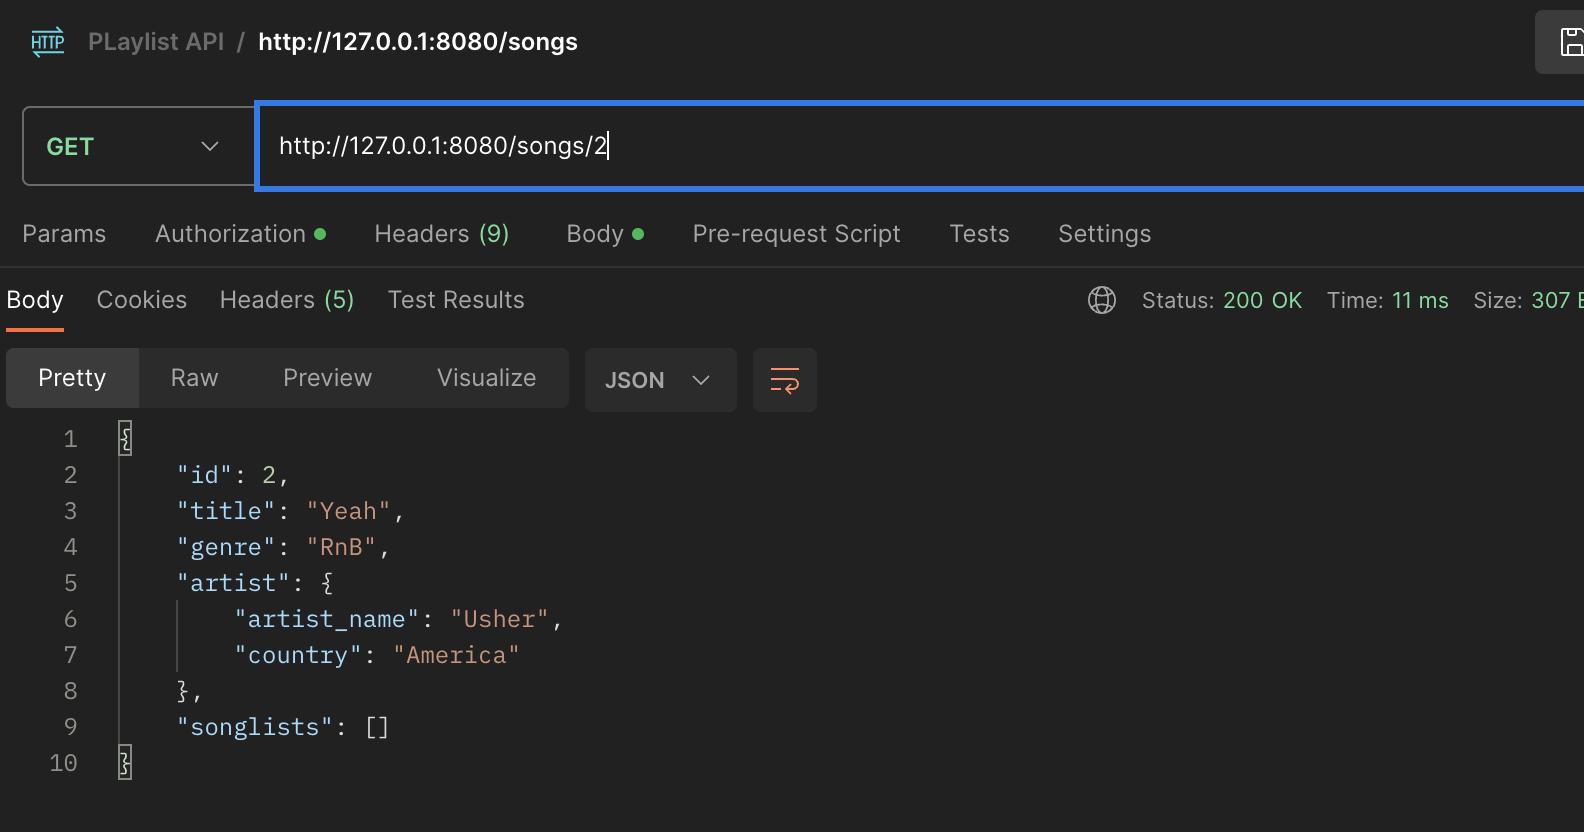 HTTP PLaylist API / http://127.0.0.1:8080/songs
GET http://127.0.0.1:8080/songs/2
Params Authorization Headers (9) Body Pre-request Script Tests Settings
Body Cookies Headers (5) Test Results Status: 200 OK Time: 11 ms Size: 307
Pretty Raw Preview Visualize JSON
1 {
2 "id": 2,
3 "title": "Yeah",
4 "genre": "RnB",
5 "artist": {
6 "artist_name": "Usher",
7 "country": "America"
8 },
9 "songlists": []
10 }